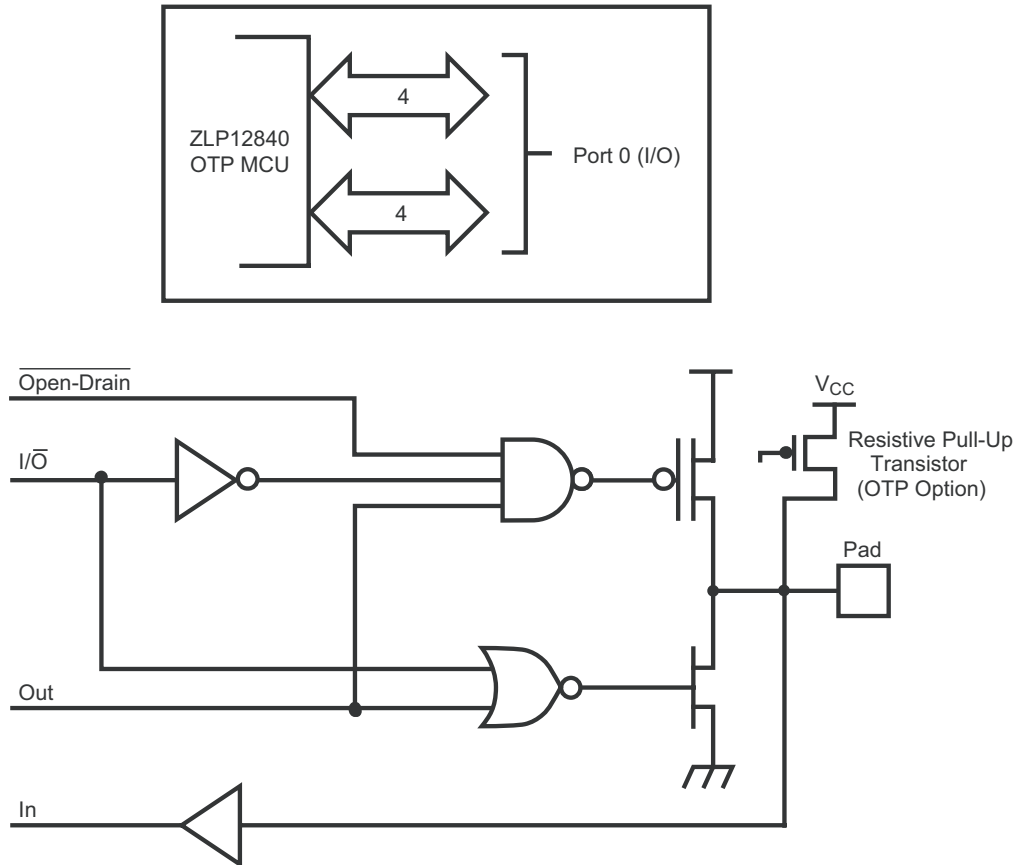 4
ZLP12840
OTP MCU
Port 0 (I/O)
4
Open-Drain
VCC
I/O
Resistive Pull-Up
Transistor
(OTP Option)
Pad
Out
In